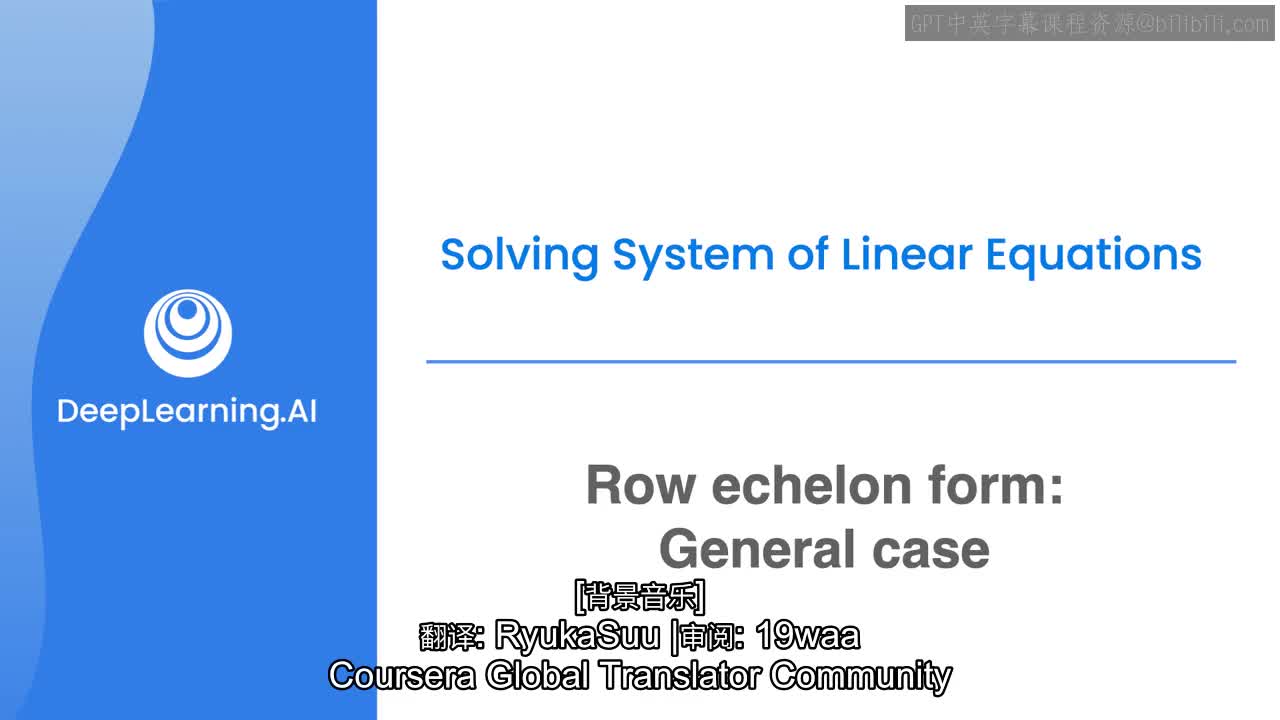 GPT中英字幕课程资源@bilibili.com
Solving System of Linear Equations
DeepLearning.AI
Row echelon form:
General case
[背景音乐]
翻译: RyukaSuu |审阅: 19waa
Coursera Global Translator Community